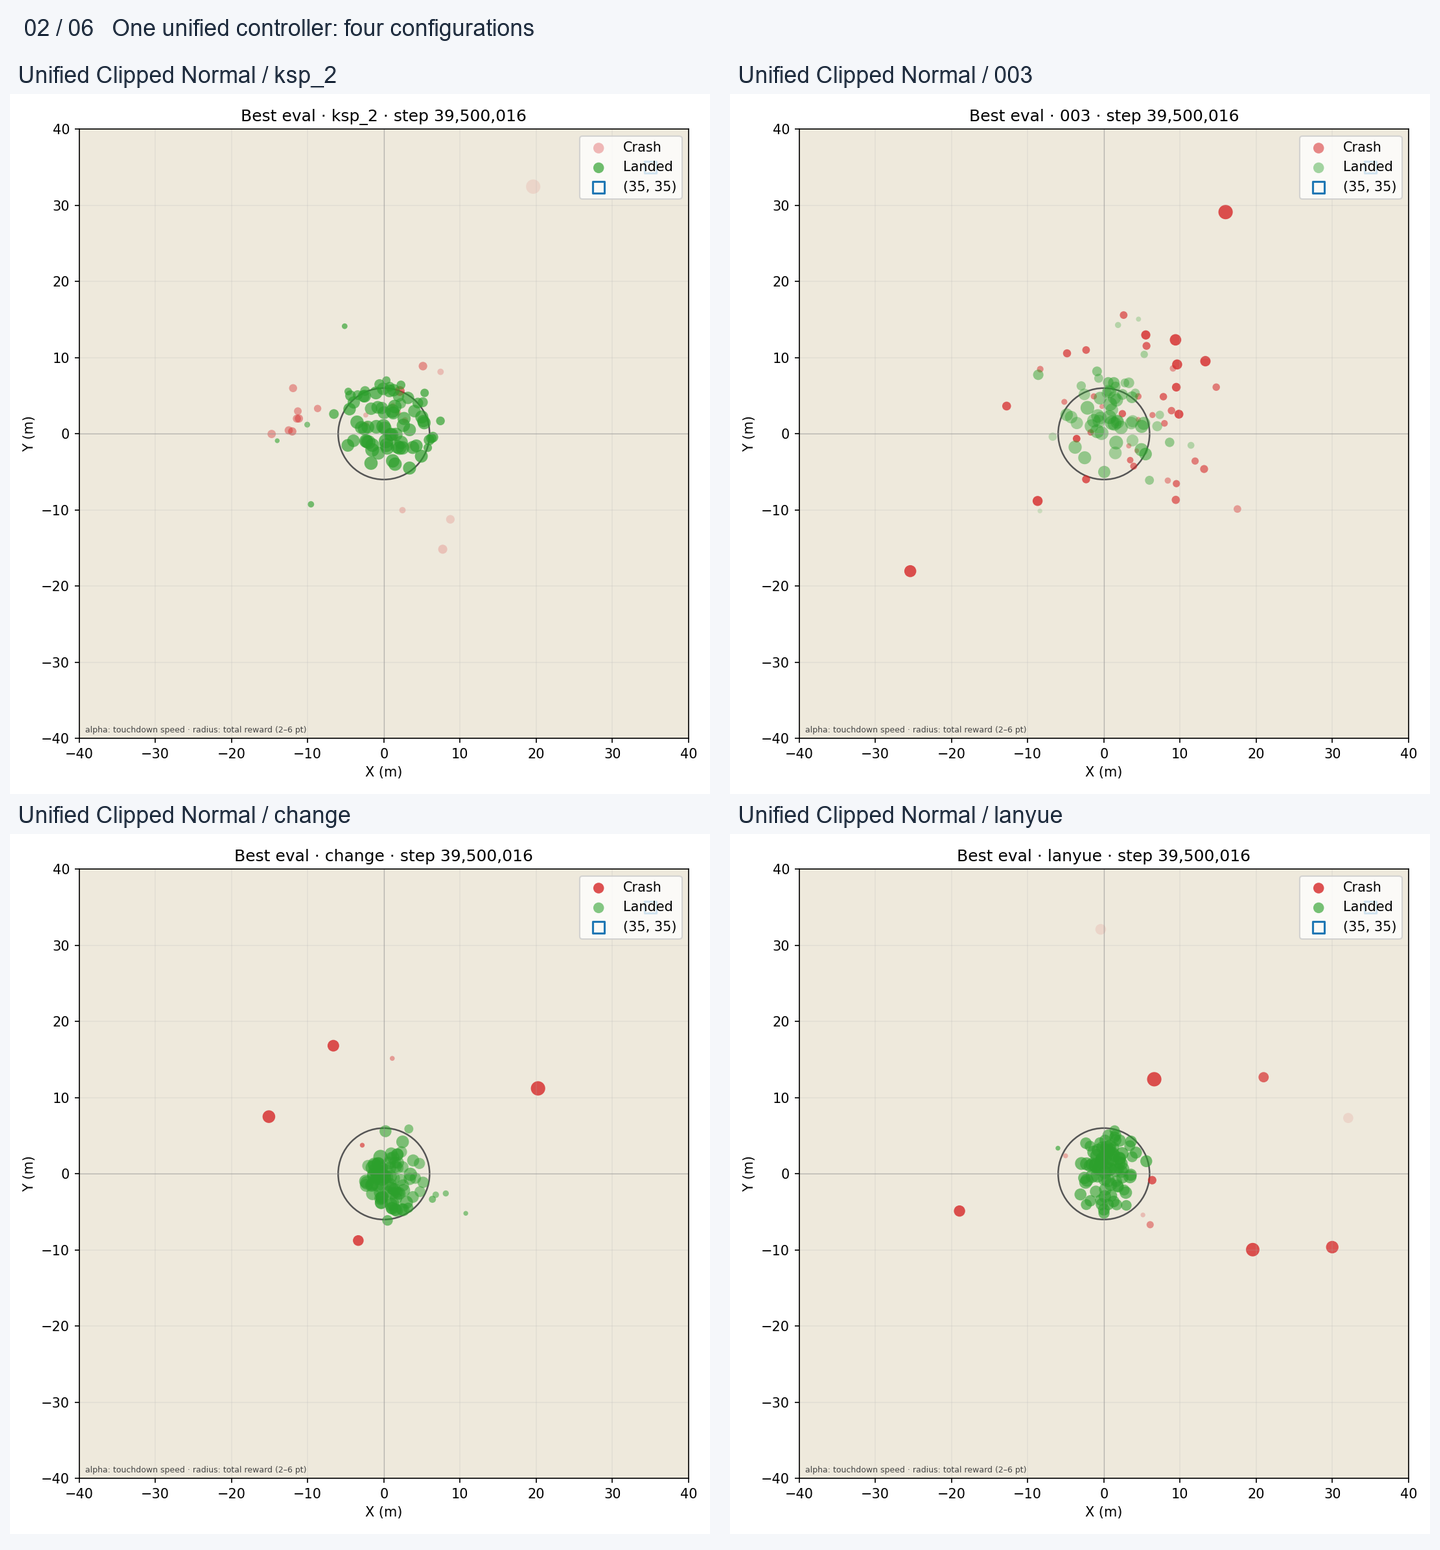 02 / 06 One unified controller: four configurations
Unified Clipped Normal / ksp_2
Best eval · ksp_2 · step 39,500,016
Crash
Landed
(35, 35)
40
30
20
10
0
−10
−20
−30
−40
Y (m)
alpha: touchdown speed · radius: total reward (2–6 pt)
−40 −30 −20 −10 0 10 20 30 40
X (m)
Unified Clipped Normal / 003
Best eval · 003 · step 39,500,016
Crash
Landed
(35, 35)
40
30
20
10
0
−10
−20
−30
−40
Y (m)
alpha: touchdown speed · radius: total reward (2–6 pt)
−40 −30 −20 −10 0 10 20 30 40
X (m)
Unified Clipped Normal / change
Best eval · change · step 39,500,016
Crash
Landed
(35, 35)
40
30
20
10
0
−10
−20
−30
−40
Y (m)
alpha: touchdown speed · radius: total reward (2–6 pt)
−40 −30 −20 −10 0 10 20 30 40
X (m)
Unified Clipped Normal / lanyue
Best eval · lanyue · step 39,500,016
Crash
Landed
(35, 35)
40
30
20
10
0
−10
−20
−30
−40
Y (m)
alpha: touchdown speed · radius: total reward (2–6 pt)
−40 −30 −20 −10 0 10 20 30 40
X (m)